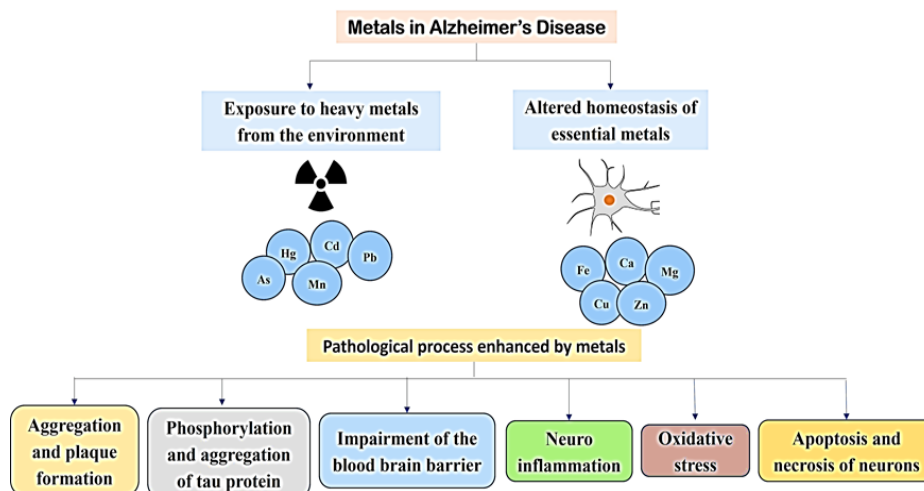 Metals in Alzheimer's Disease
Exposure to heavy metals
from the environment
Altered homeostasis of
essential metals
Hg
Cd
Pb
As
Mn
Fe
Ca
Mg
Cu
Zn
Pathological process enhanced by metals
Aggregation
and plaque
formation
Phosphorylation
and aggregation
of tau protein
Impairment of the
blood brain barrier
Neuro
inflammation
Oxidative
stress
Apoptosis and
necrosis of neurons